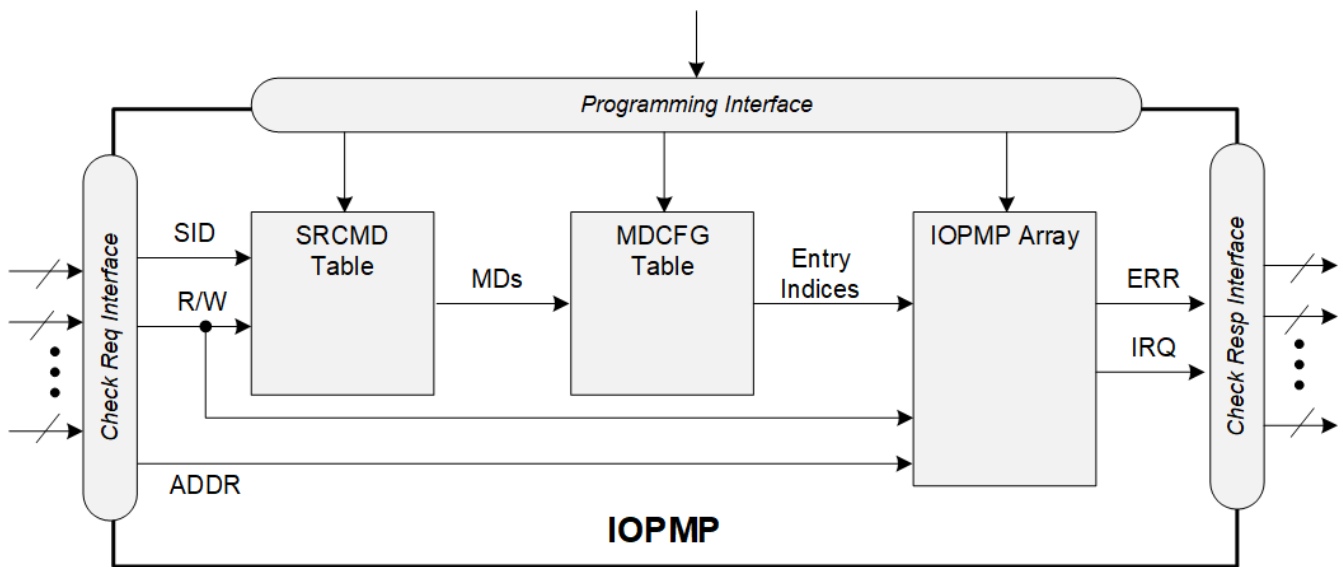 Programming Interface
Check Req Interface
SID
R/W
ADDR
SRCMD
Table
MDs
MDCFG
Table
Entry
Indices
IOPMP Array
ERR
IRQ
Check Resp Interface
IOPMP